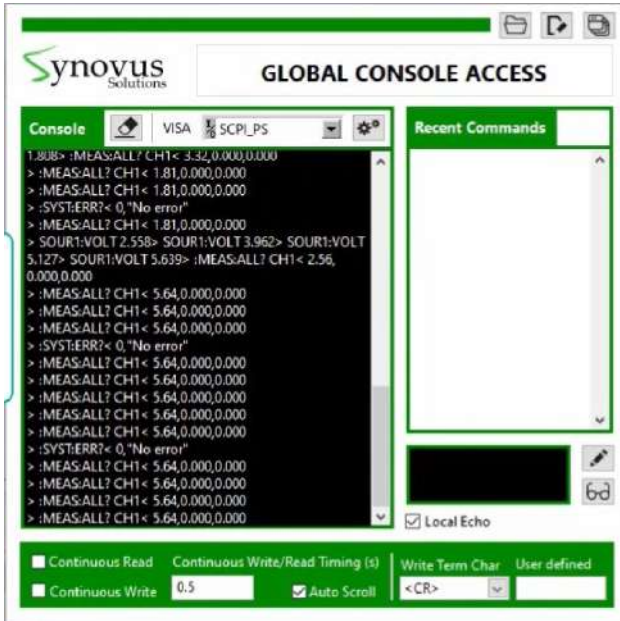 Synovus
Solutions
GLOBAL CONSOLE ACCESS
Console
VISA
SCPI_PS
1.808> :MEAS:ALL? CH1< 3.32,0.000,0.000
> :MEAS:ALL? CH1< 1.81,0.000,0.000
> :MEAS:ALL? CH1< 1.81,0.000,0.000
> :SYST:ERR?< 0,"No error"
> :MEAS:ALL? CH1< 1.81,0.000,0.000
> SOUR1:VOLT 2.558> SOUR1:VOLT 3.962> SOUR1:VOLT
5.127> SOUR1:VOLT 5.639> :MEAS:ALL? CH1< 2.56,
0.000,0.000
> :MEAS:ALL? CH1< 5.64,0.000,0.000
> :MEAS:ALL? CH1< 5.64,0.000,0.000
> :MEAS:ALL? CH1< 5.64,0.000,0.000
> :SYST:ERR?< 0,"No error"
> :MEAS:ALL? CH1< 5.64,0.000,0.000
> :MEAS:ALL? CH1< 5.64,0.000,0.000
> :MEAS:ALL? CH1< 5.64,0.000,0.000
> :MEAS:ALL? CH1< 5.64,0.000,0.000
> :MEAS:ALL? CH1< 5.64,0.000,0.000
> :SYST:ERR?< 0,"No error"
> :MEAS:ALL? CH1< 5.64,0.000,0.000
> :MEAS:ALL? CH1< 5.64,0.000,0.000
> :MEAS:ALL? CH1< 5.64,0.000,0.000
> :MEAS:ALL? CH1< 5.64,0.000,0.000
Recent Commands
Local Echo
Continuous Read
Continuous Write
Continuous Write/Read Timing (s)
0.5
Auto Scroll
Write Term Char
<CR>
User defined